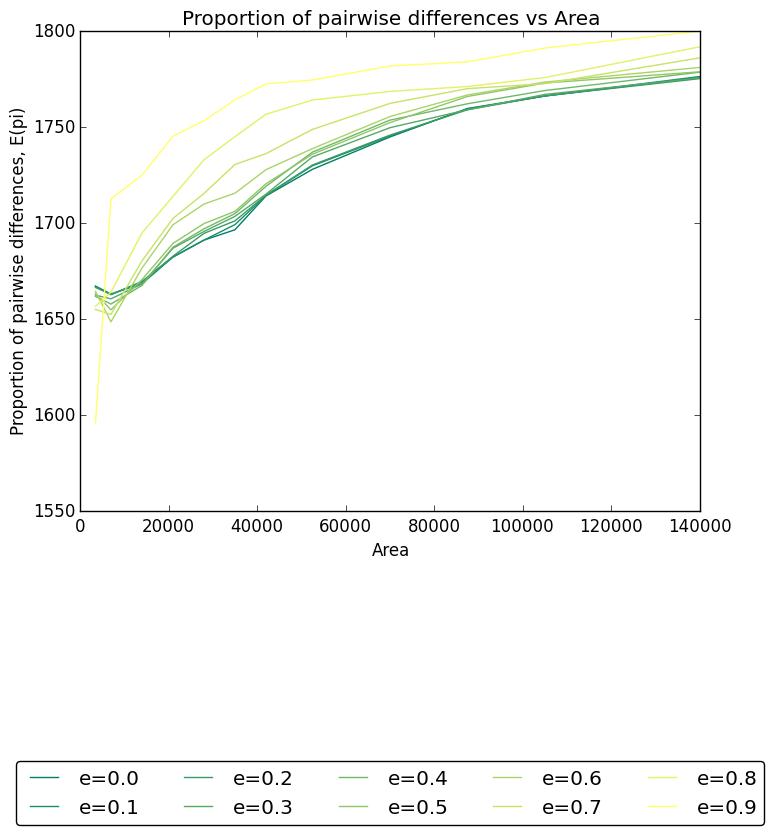 Proportion of pairwise differences vs Area
Proportion of pairwise differences, E(pi)
1800
1750
1700
1650
1600
1550
0 20000 40000 60000 80000 100000 120000 140000
Area
e=0.0 e=0.2 e=0.4 e=0.6 e=0.8
e=0.1 e=0.3 e=0.5 e=0.7 e=0.9